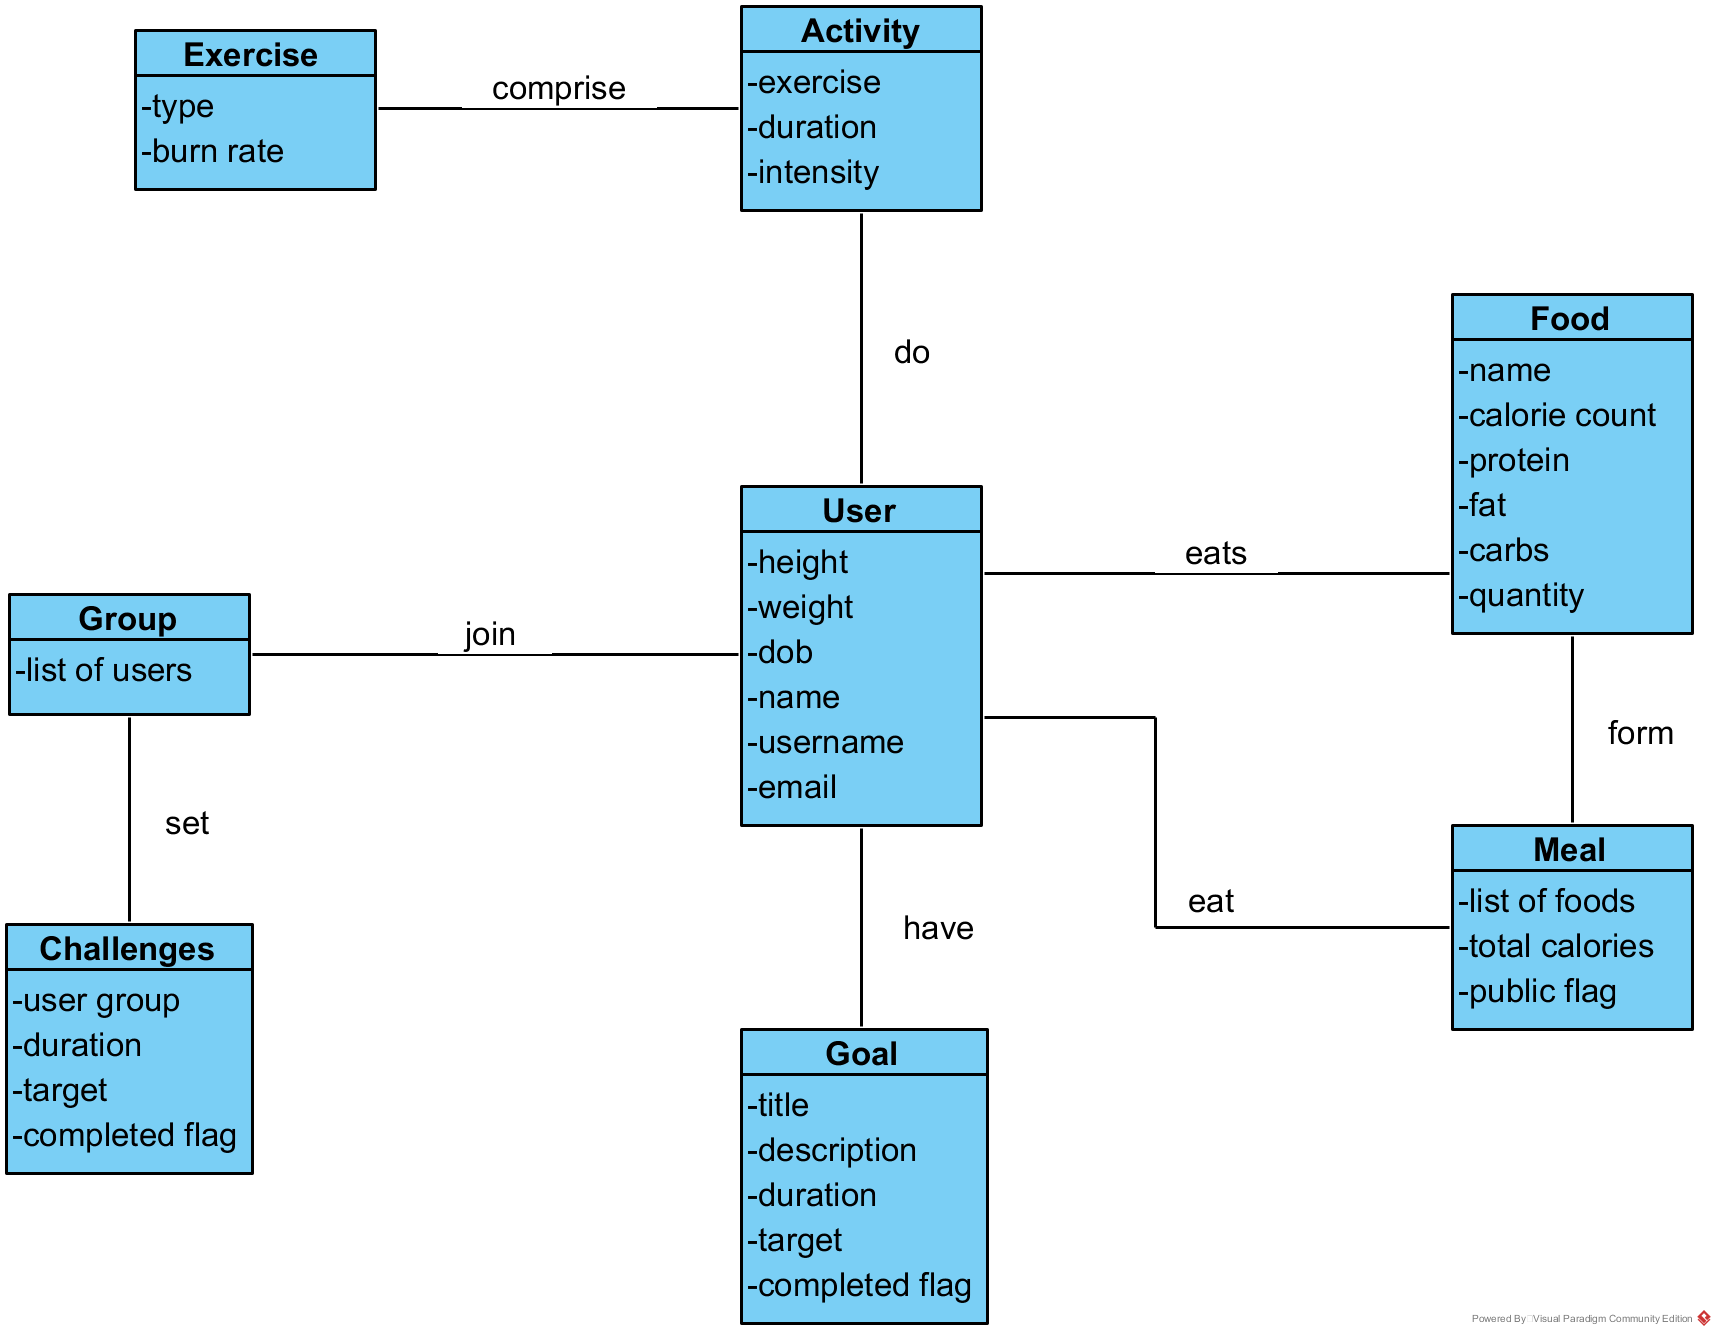 Exercise
-type
-burn rate
comprise
Activity
-exercise
-duration
-intensity
do
Food
-name
-calorie count
-protein
-fat
-carbs
-quantity
User
-height
-weight
-dob
-name
-username
-email
eats
Group
-list of users
join
form
set
eat
have
Meal
-list of foods
-total calories
-public flag
Challenges
-user group
-duration
-target
-completed flag
Goal
-title
-description
-duration
-target
-completed flag
Powered By Visual Paradigm Community Edition